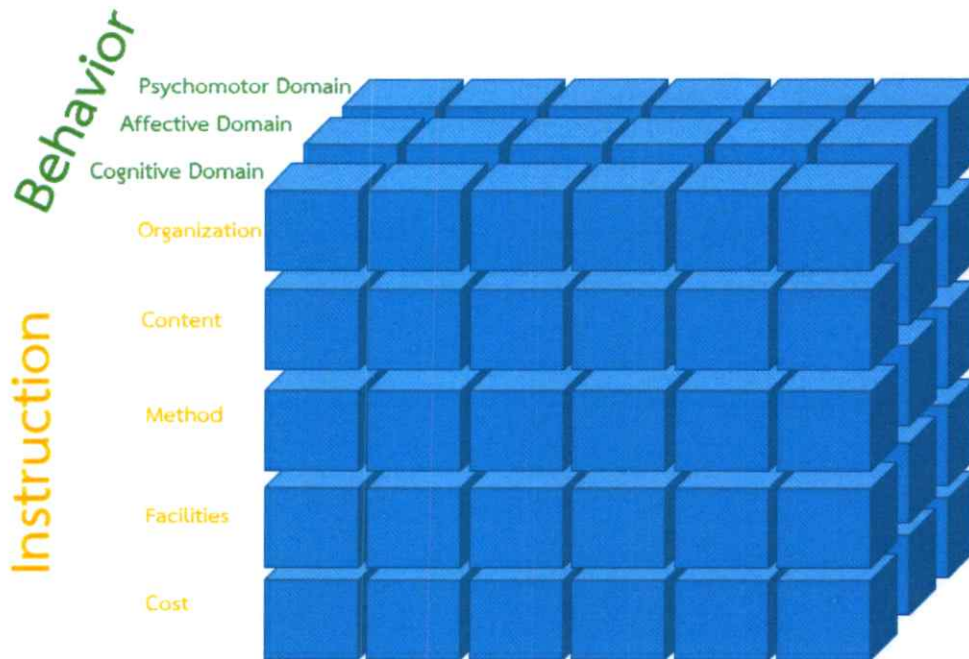 Behavior
Psychomotor Domain
Affective Domain
Cognitive Domain
Instruction
Organization
Content
Method
Facilities
Cost